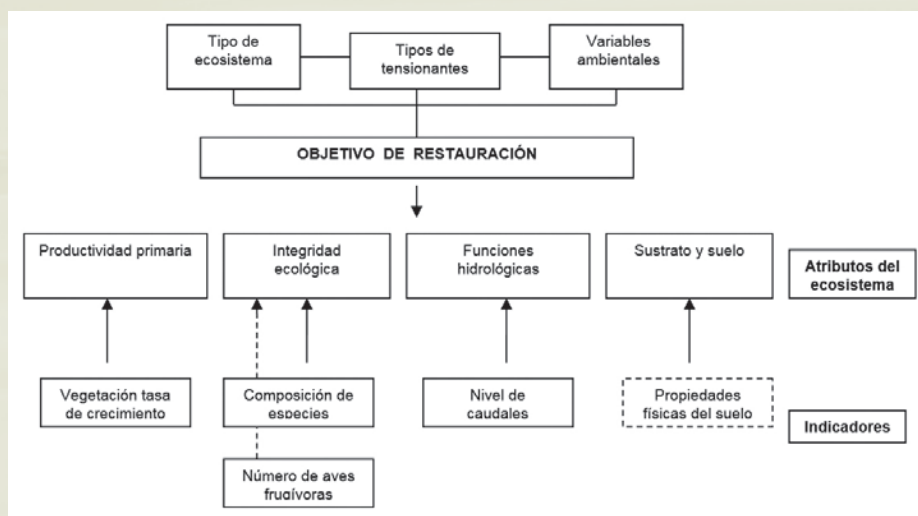 Tipo de
ecosistema
Tipos de
tensionantes
Variables
ambientales
OBJETIVO DE RESTAURACIÓN
Productividad primaria
Integridad
ecológica
Funciones
hidrológicas
Sustrato y suelo
Atributos del
ecosistema
Vegetación tasa
de crecimiento
Composición de
especies
Nivel de
caudales
Propiedades
físicas del suelo
Indicadores
Número de aves
frugívoras